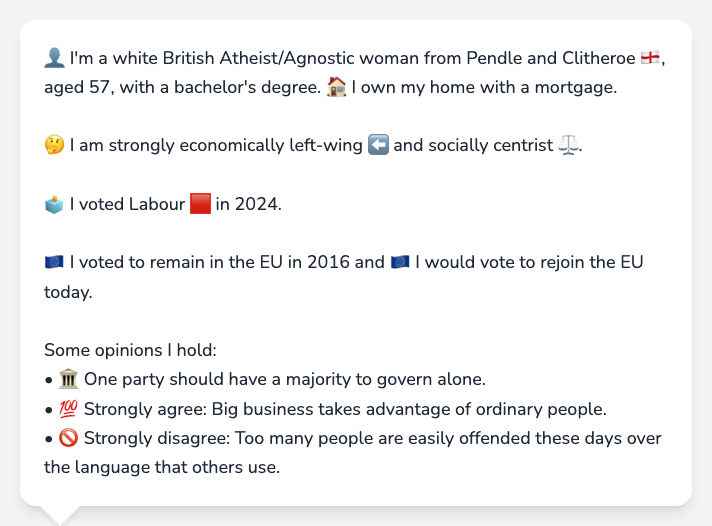 👤 I'm a white British Atheist/Agnostic woman from Pendle and Clitheroe 🏴󠁧󠁢󠁥󠁮󠁧󠁿,
aged 57, with a bachelor's degree. 🏠 I own my home with a mortgage.
🤔 I am strongly economically left-wing ⬅️ and socially centrist ⚖️.
🗳️ I voted Labour 🟥 in 2024.
🇪🇺 I voted to remain in the EU in 2016 and 🇪🇺 I would vote to rejoin the EU
today.
Some opinions I hold:
• 🏛️ One party should have a majority to govern alone.
• 💯 Strongly agree: Big business takes advantage of ordinary people.
• 🚫 Strongly disagree: Too many people are easily offended these days over
the language that others use.